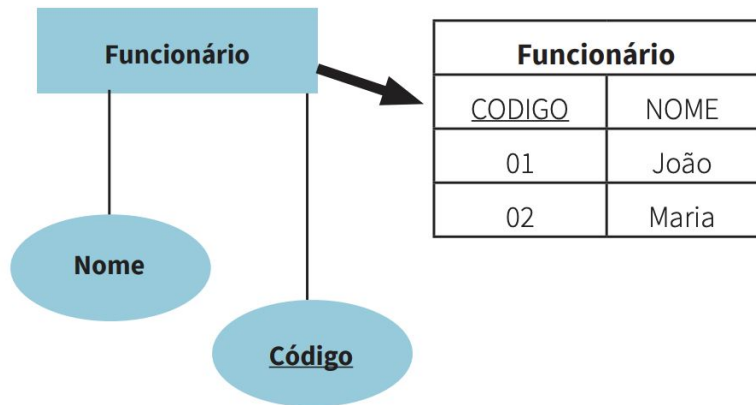 Funcionário
Nome
Código
Funcionário
CODIGO NOME
01 João
02 Maria